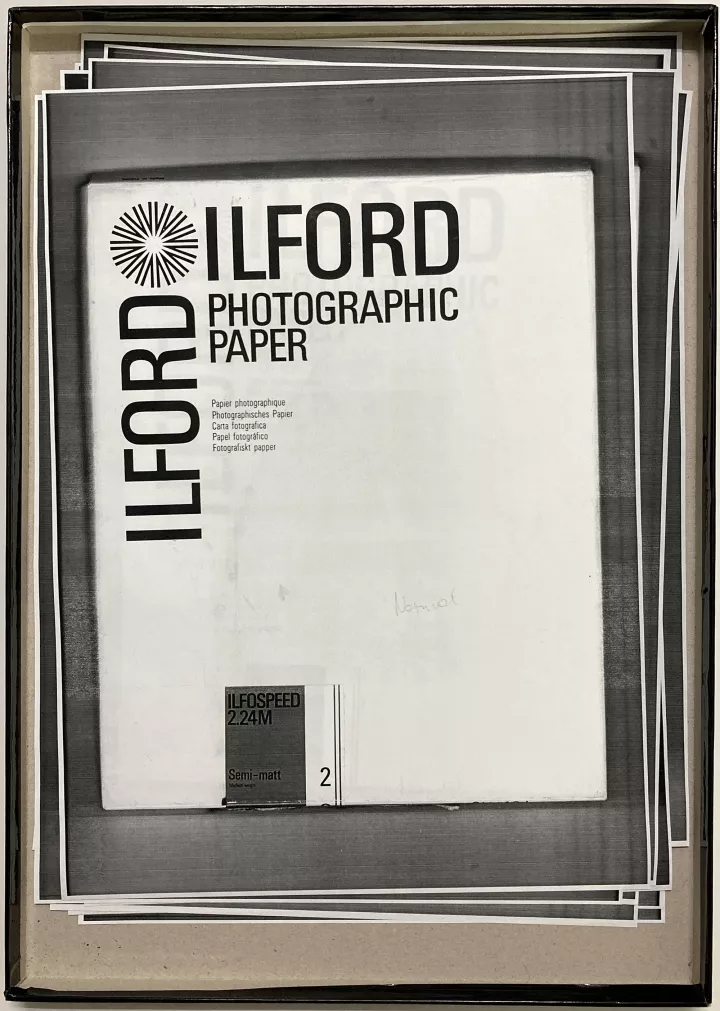 ILFORD
PHOTOGRAPHIC
PAPER
ILFORD
Papier photographique
Photographisches Papier
Carta fotografica
Papel fotográfico
Fotografiskt papper
Normal
ILFOSPEED
2.24M
Semi-matt
2